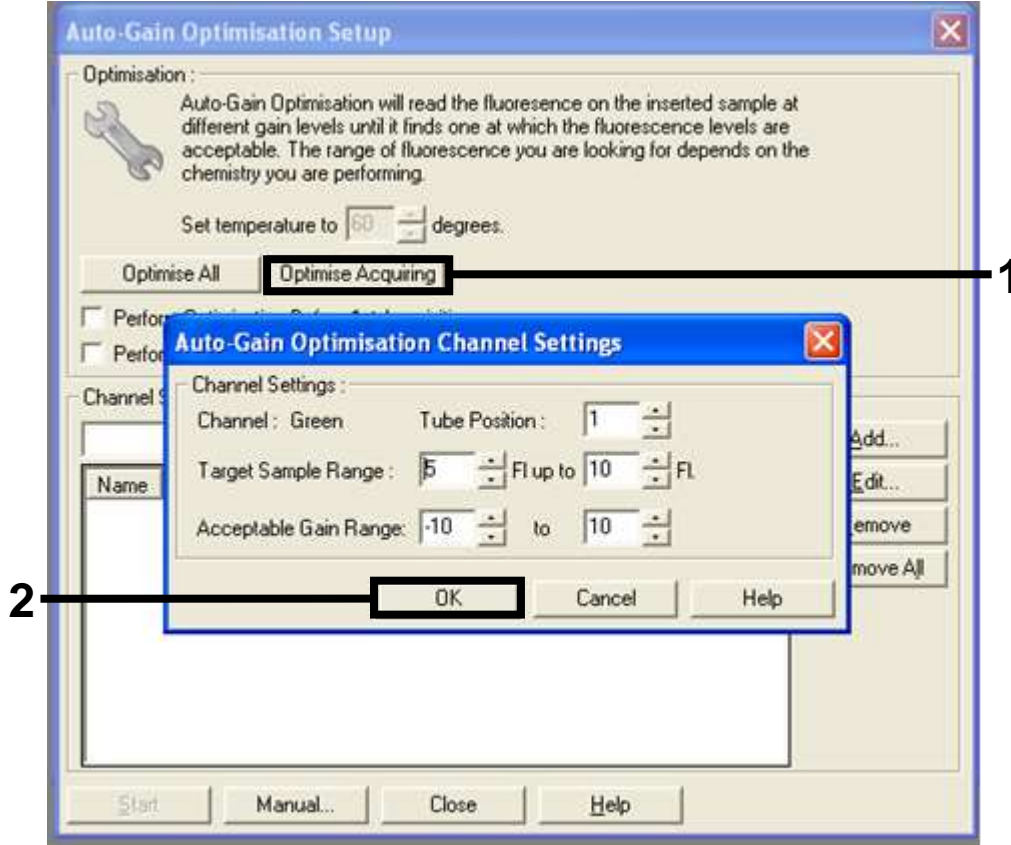 Auto-Gain Optimisation Setup
Optimisation :
Auto-Gain Optimisation will read the fluoresence on the inserted sample at
different gain levels until it finds one at which the fluorescence levels are
acceptable. The range of fluorescence you are looking for depends on the
chemistry you are performing.
Set temperature to 60 degrees.
Optimise All Optimise Acquiring
1
Perfor
Auto-Gain Optimisation Channel Settings
Perfor
Channel Settings :
Channel S
Channel : Green Tube Position : 1
Add...
Target Sample Range : 5 Fl up to 10 Fl.
Name
Edit...
Acceptable Gain Range: -10 to 10
emove
move All
2
OK Cancel Help
Start Manual... Close Help